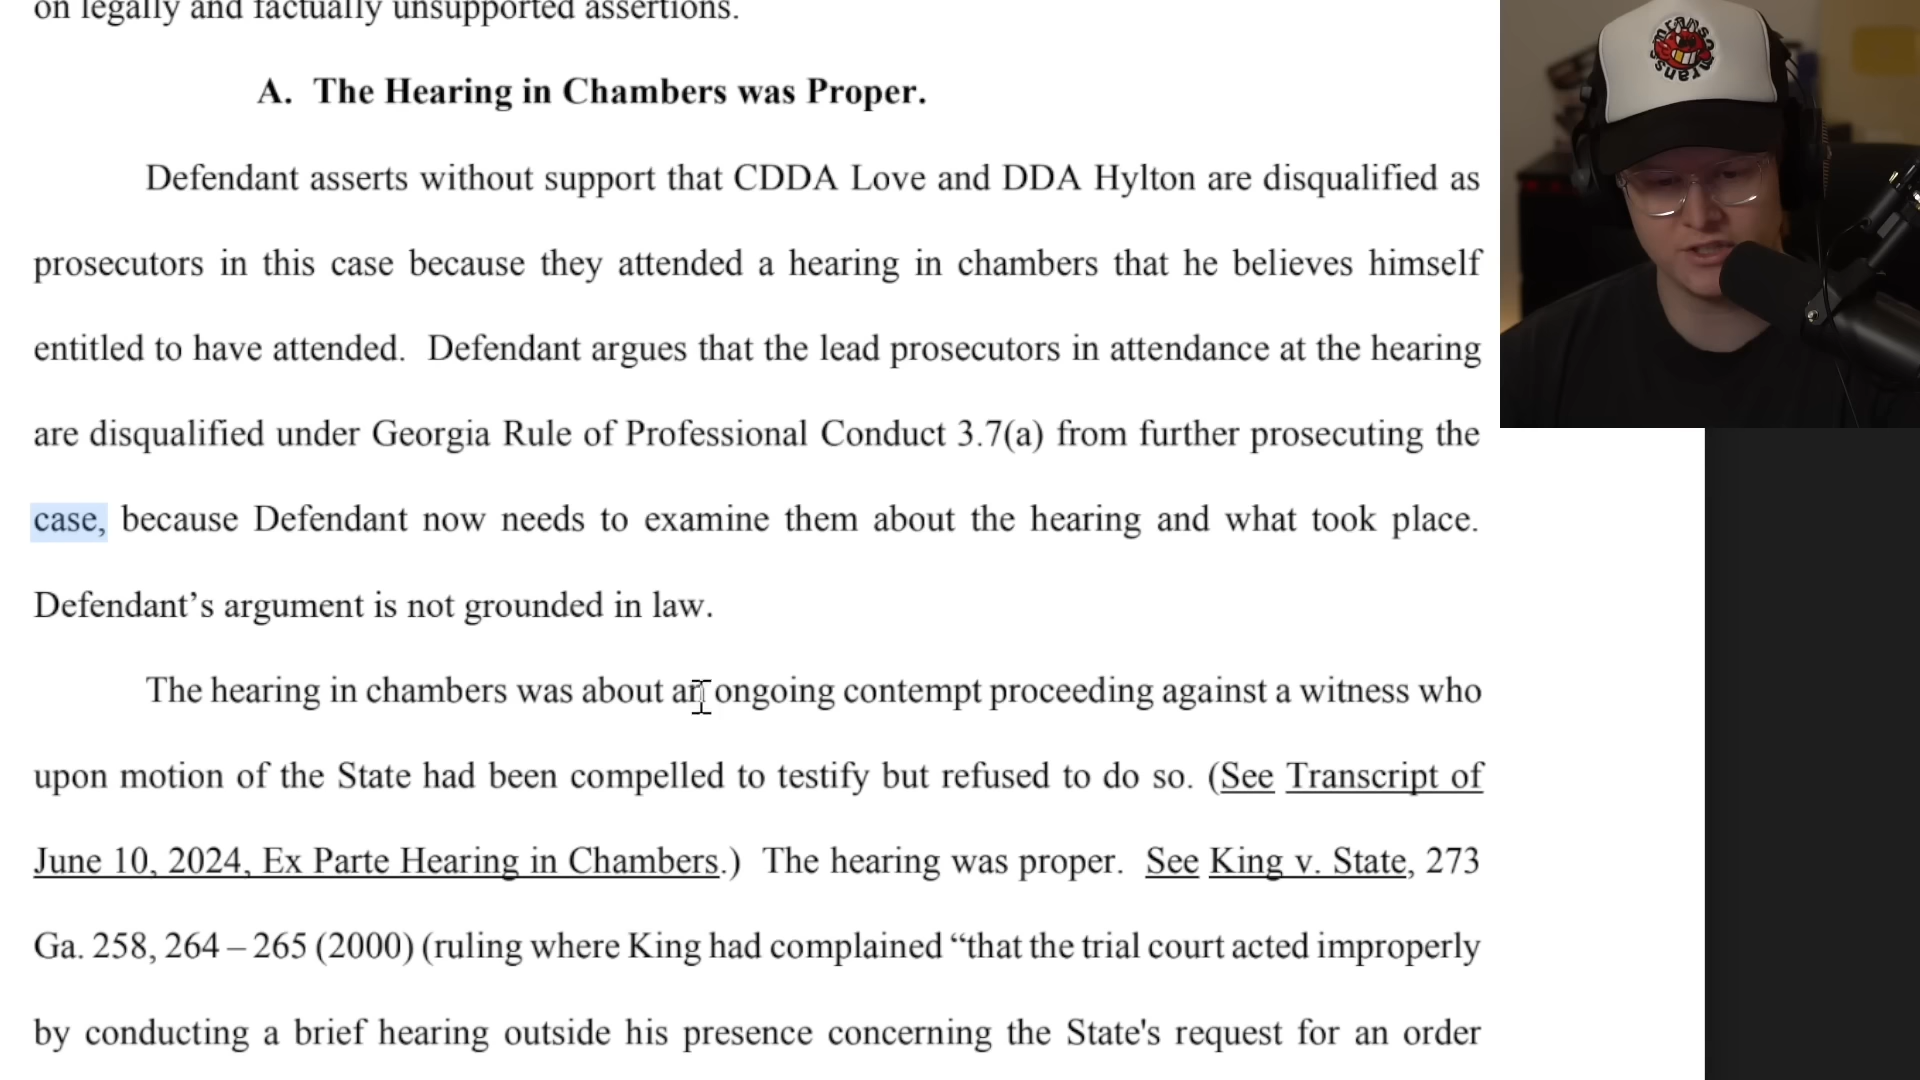 on legally and factually unsupported assertions.
A. The Hearing in Chambers was Proper.
Defendant asserts without support that CDDA Love and DDA Hylton are disqualified as
prosecutors in this case because they attended a hearing in chambers that he believes himself
entitled to have attended. Defendant argues that the lead prosecutors in attendance at the hearing
are disqualified under Georgia Rule of Professional Conduct 3.7(a) from further prosecuting the
case, because Defendant now needs to examine them about the hearing and what took place.
Defendant’s argument is not grounded in law.
The hearing in chambers was about an ongoing contempt proceeding against a witness who
upon motion of the State had been compelled to testify but refused to do so. (See Transcript of
June 10, 2024, Ex Parte Hearing in Chambers.) The hearing was proper. See King v. State, 273
Ga. 258, 264 – 265 (2000) (ruling where King had complained “that the trial court acted improperly
by conducting a brief hearing outside his presence concerning the State's request for an order